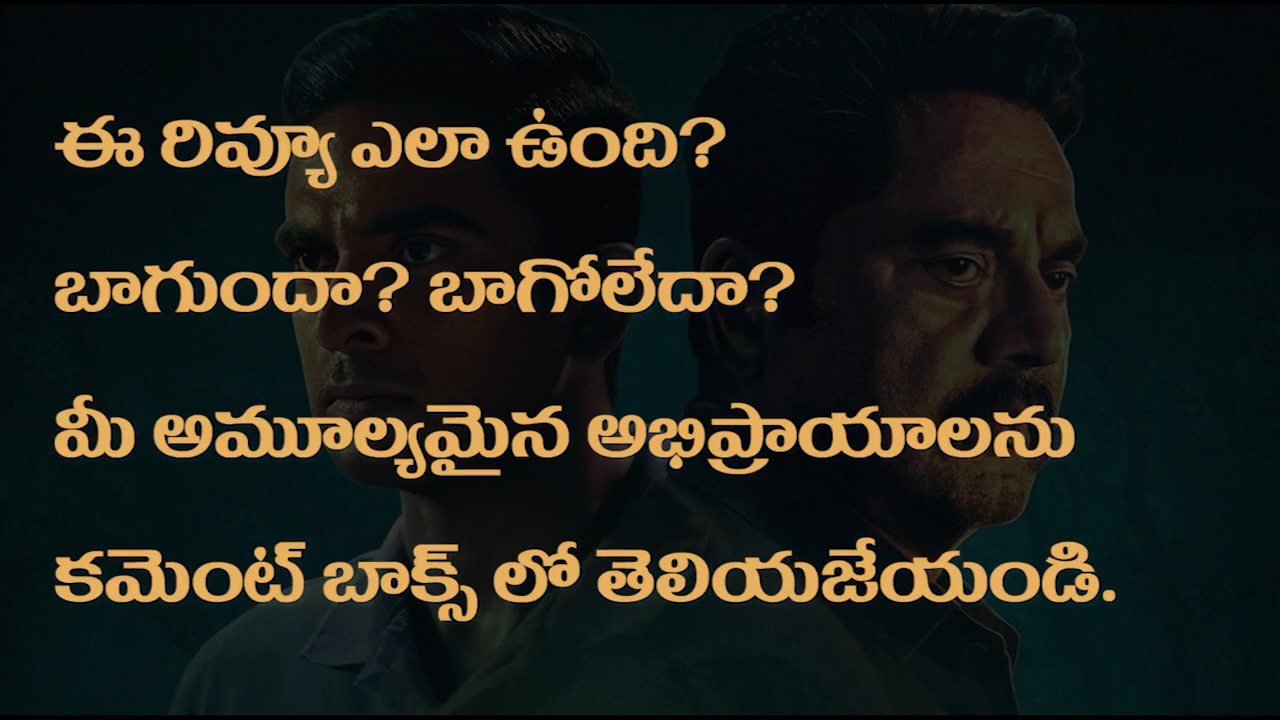 ఈ రివ్యూ ఎలా ఉంది?
బాగుందా? బాగోలేదా?
మీ అమూల్యమైన అభిప్రాయాలను
కమెంట్ బాక్స్ లో తెలియజేయండి.